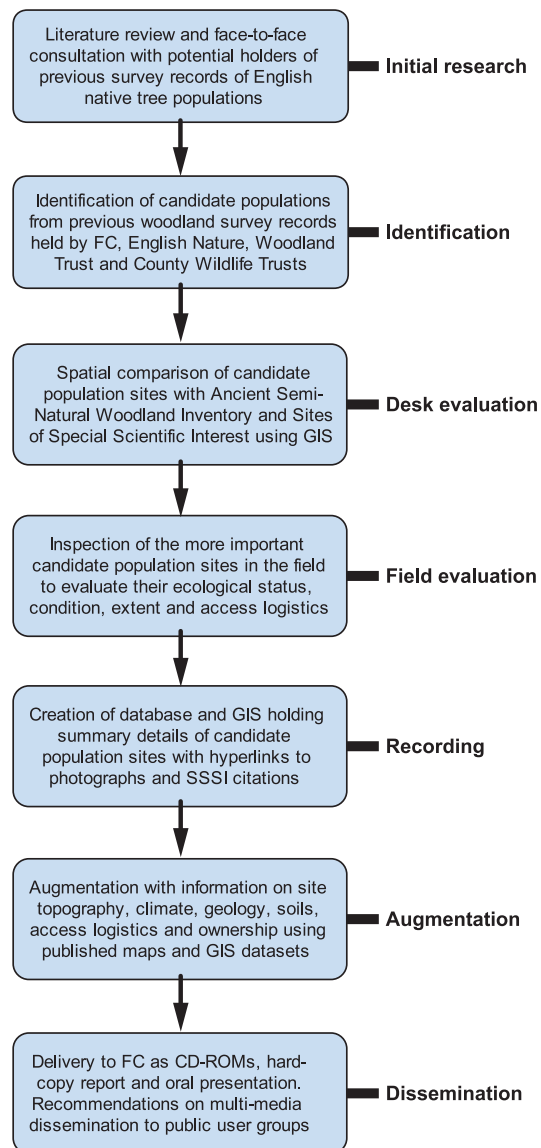 Literature review and face-to-face
consultation with potential holders of
previous survey records of English
native tree populations
Initial research
Identification of candidate populations
from previous woodland survey records
held by FC, English Nature, Woodland
Trust and County Wildlife Trusts
Identification
Spatial comparison of candidate
population sites with Ancient Semi-
Natural Woodland Inventory and Sites
of Special Scientific Interest using GIS
Desk evaluation
Inspection of the more important
candidate population sites in the field
to evaluate their ecological status,
condition, extent and access logistics
Field evaluation
Creation of database and GIS holding
summary details of candidate
population sites with hyperlinks to
photographs and SSSI citations
Recording
Augmentation with information on site
topography, climate, geology, soils,
access logistics and ownership using
published maps and GIS datasets
Augmentation
Delivery to FC as CD-ROMs, hard-
copy report and oral presentation.
Recommendations on multi-media
dissemination to public user groups
Dissemination